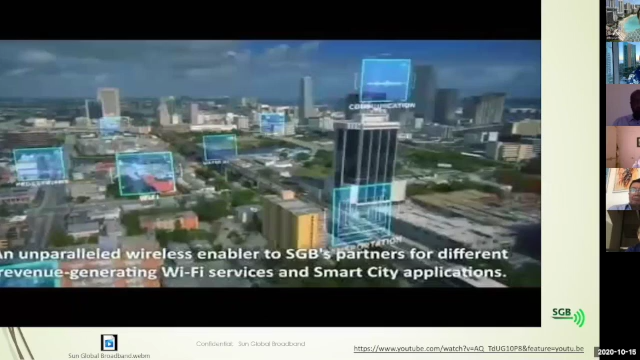 COMMUNICATION
An unparalleled wireless enabler to SGB's partners for different
revenue-generating Wi-Fi services and Smart City applications.
SGB
Sun Global Broadband.webm
Confidential. Sun Global Broadband
https://www.youtube.com/watch?v=AQ_TdUG10P8&feature=youtu.be
2020-10-15